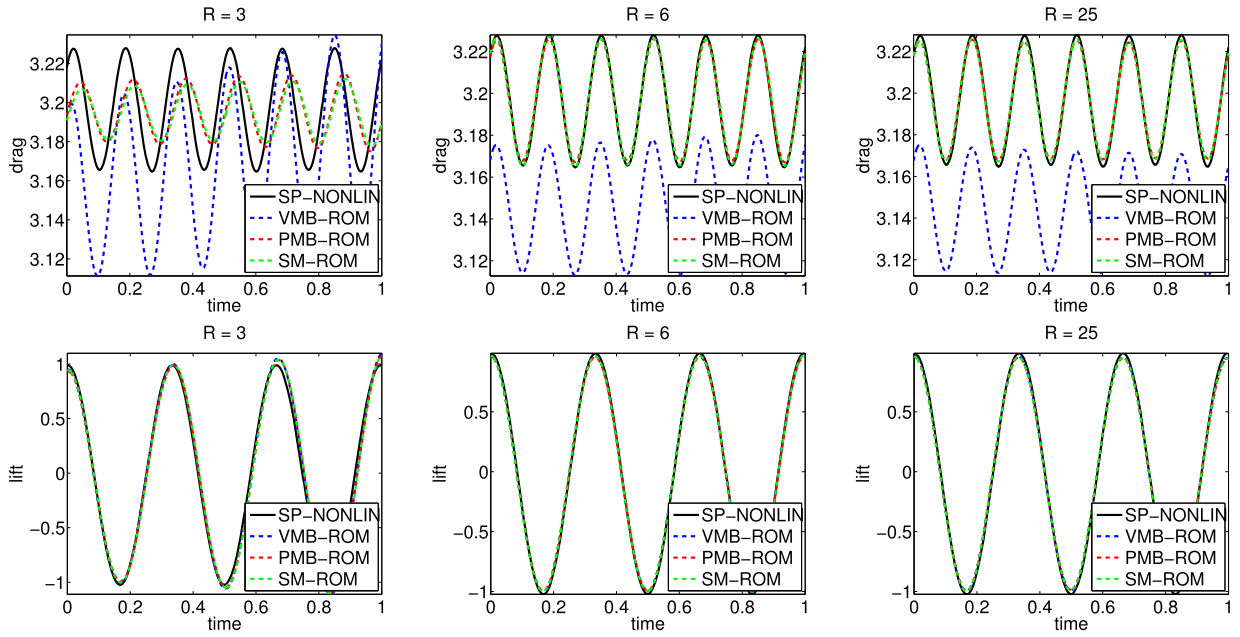 R = 3
3.22
3.2
3.18
3.16
3.14
3.12
drag
0
0.2
0.4
0.6
0.8
1
time
SP−NONLIN
VMB−ROM
PMB−ROM
SM−ROM
R = 6
3.22
3.2
3.18
3.16
3.14
3.12
drag
0
0.2
0.4
0.6
0.8
1
time
SP−NONLIN
VMB−ROM
PMB−ROM
SM−ROM
R = 25
3.22
3.2
3.18
3.16
3.14
3.12
drag
0
0.2
0.4
0.6
0.8
1
time
SP−NONLIN
VMB−ROM
PMB−ROM
SM−ROM
R = 3
1
0.5
0
−0.5
−1
lift
0
0.2
0.4
0.6
0.8
1
time
SP−NONLIN
VMB−ROM
PMB−ROM
SM−ROM
R = 6
0.5
0
−0.5
−1
lift
0
0.2
0.4
0.6
0.8
1
time
SP−NONLIN
VMB−ROM
PMB−ROM
SM−ROM
R = 25
0.5
0
−0.5
−1
lift
0
0.2
0.4
0.6
0.8
1
time
SP−NONLIN
VMB−ROM
PMB−ROM
SM−ROM